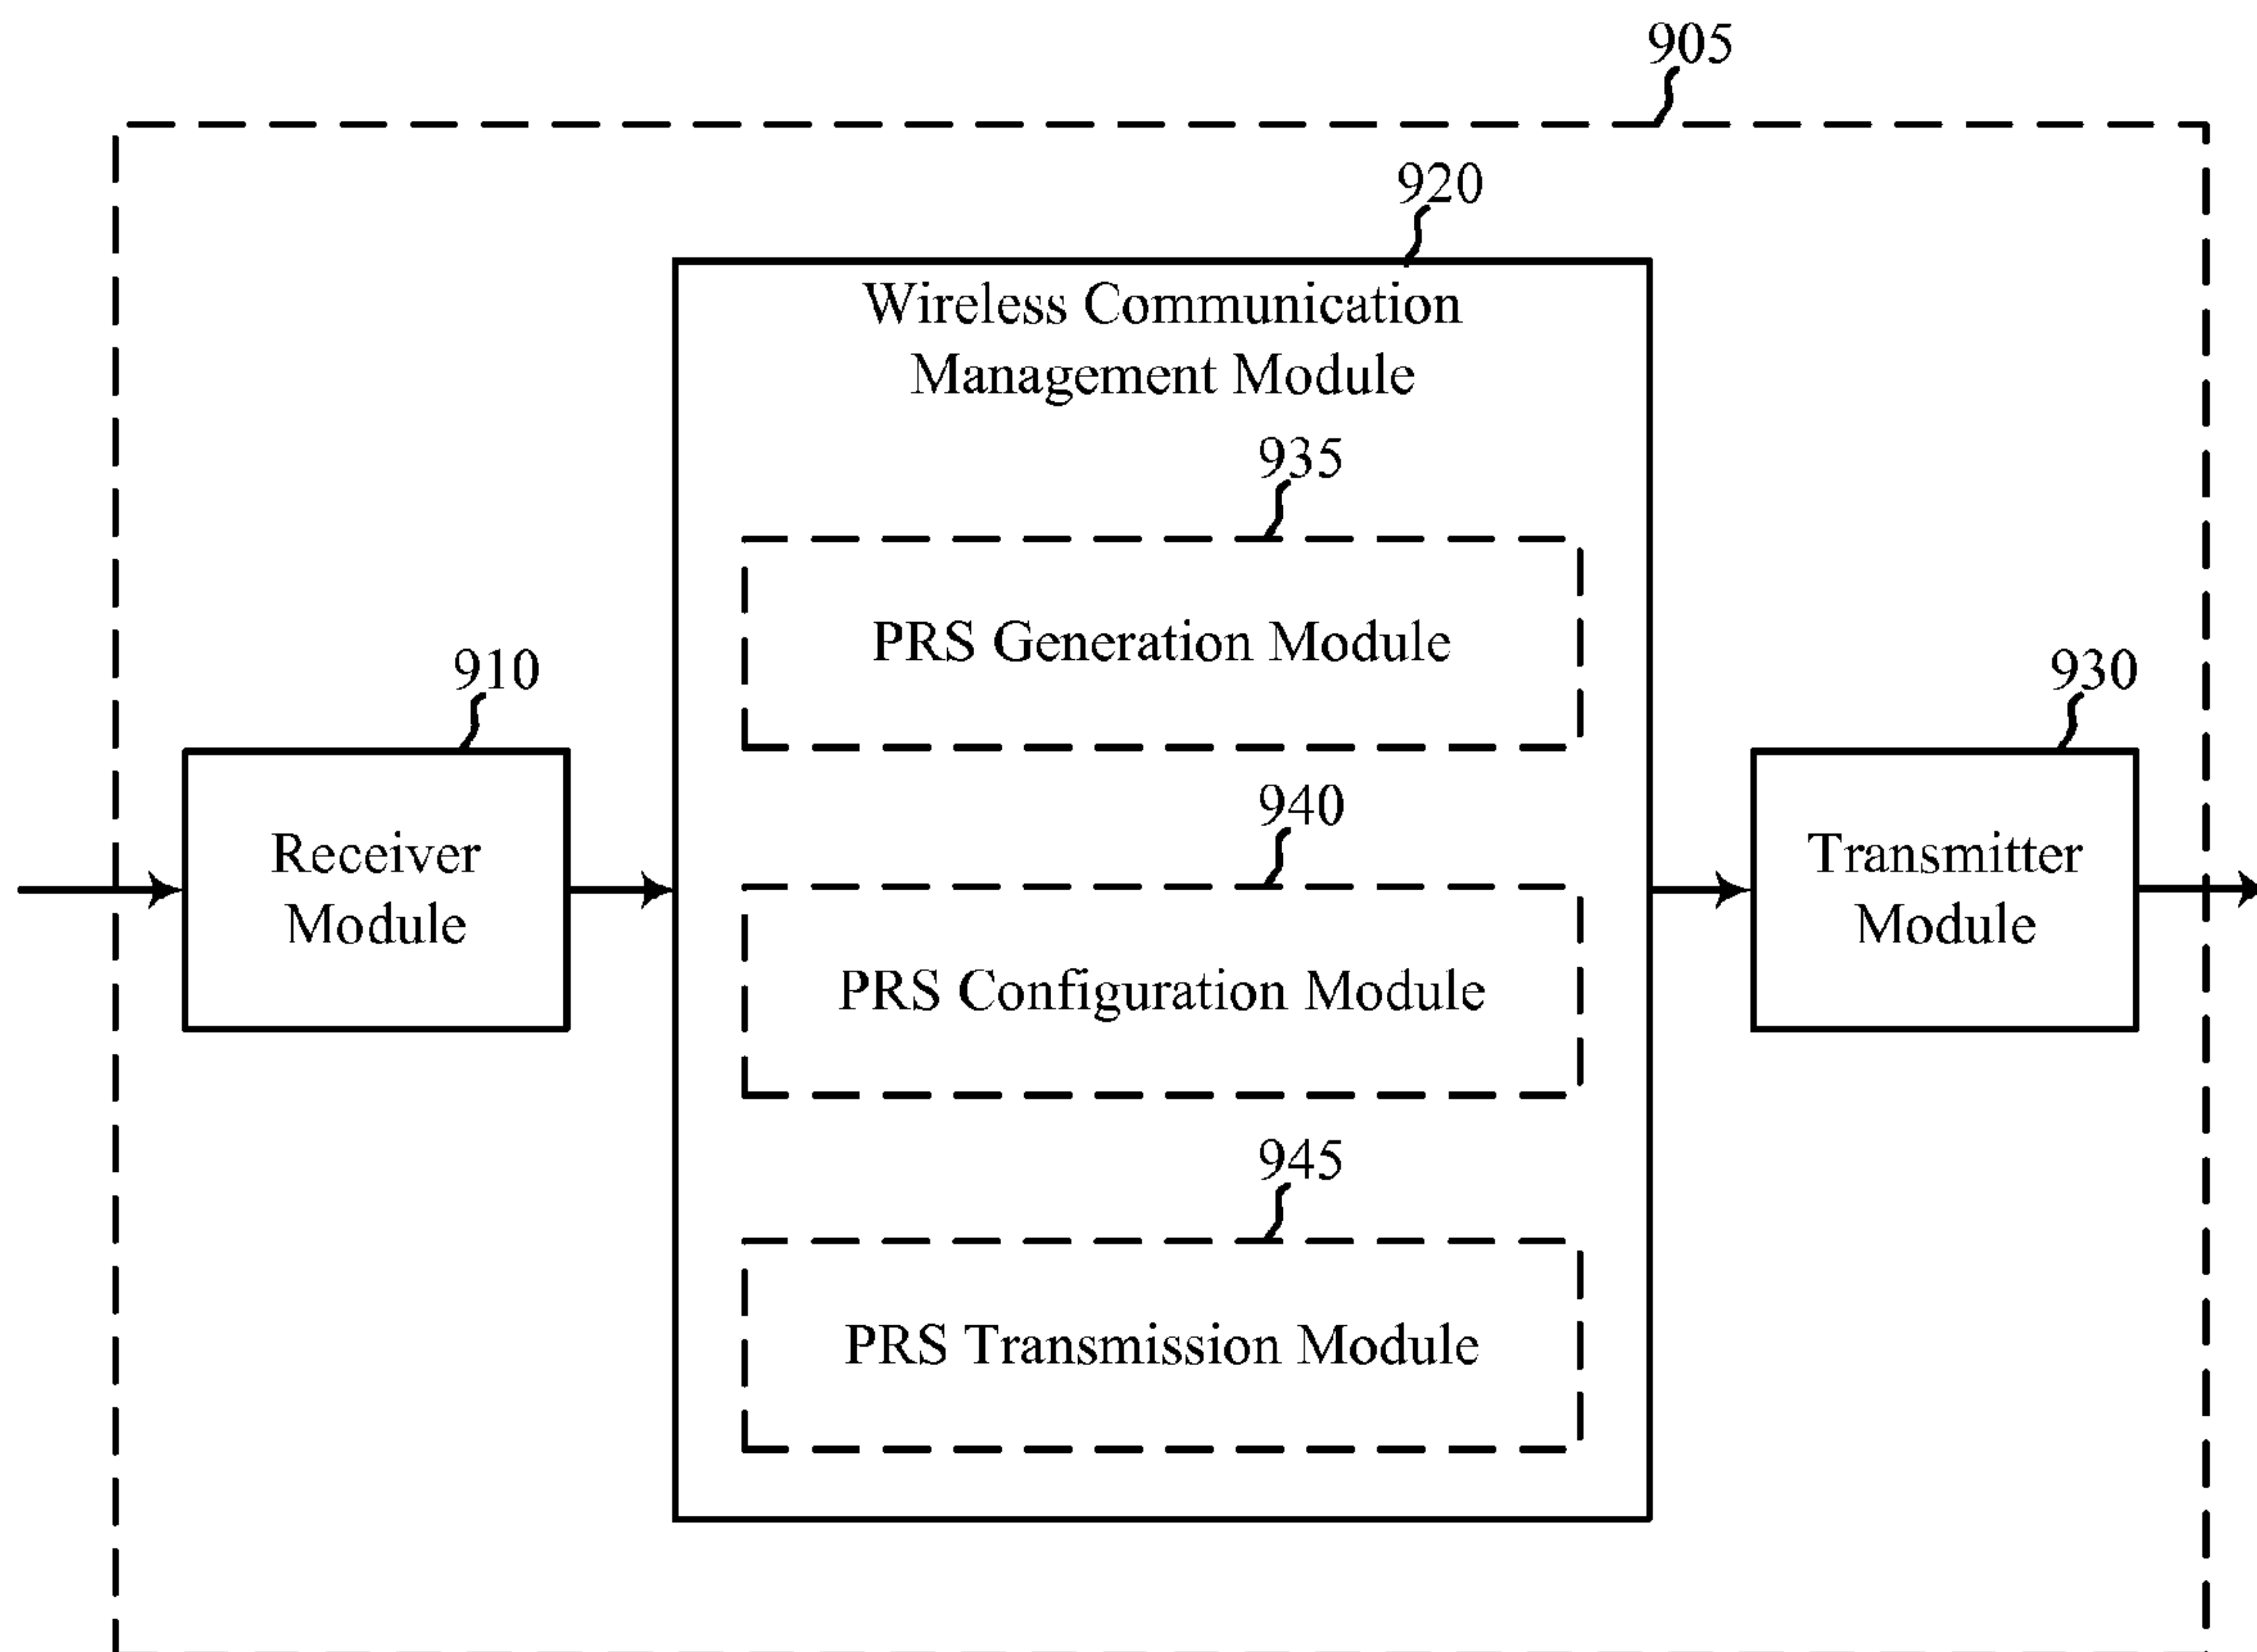 905
920
Wireless Communication
Management Module
935
PRS Generation Module
910
930
Receiver
Module
940
PRS Configuration Module
Transmitter
Module
945
PRS Transmission Module